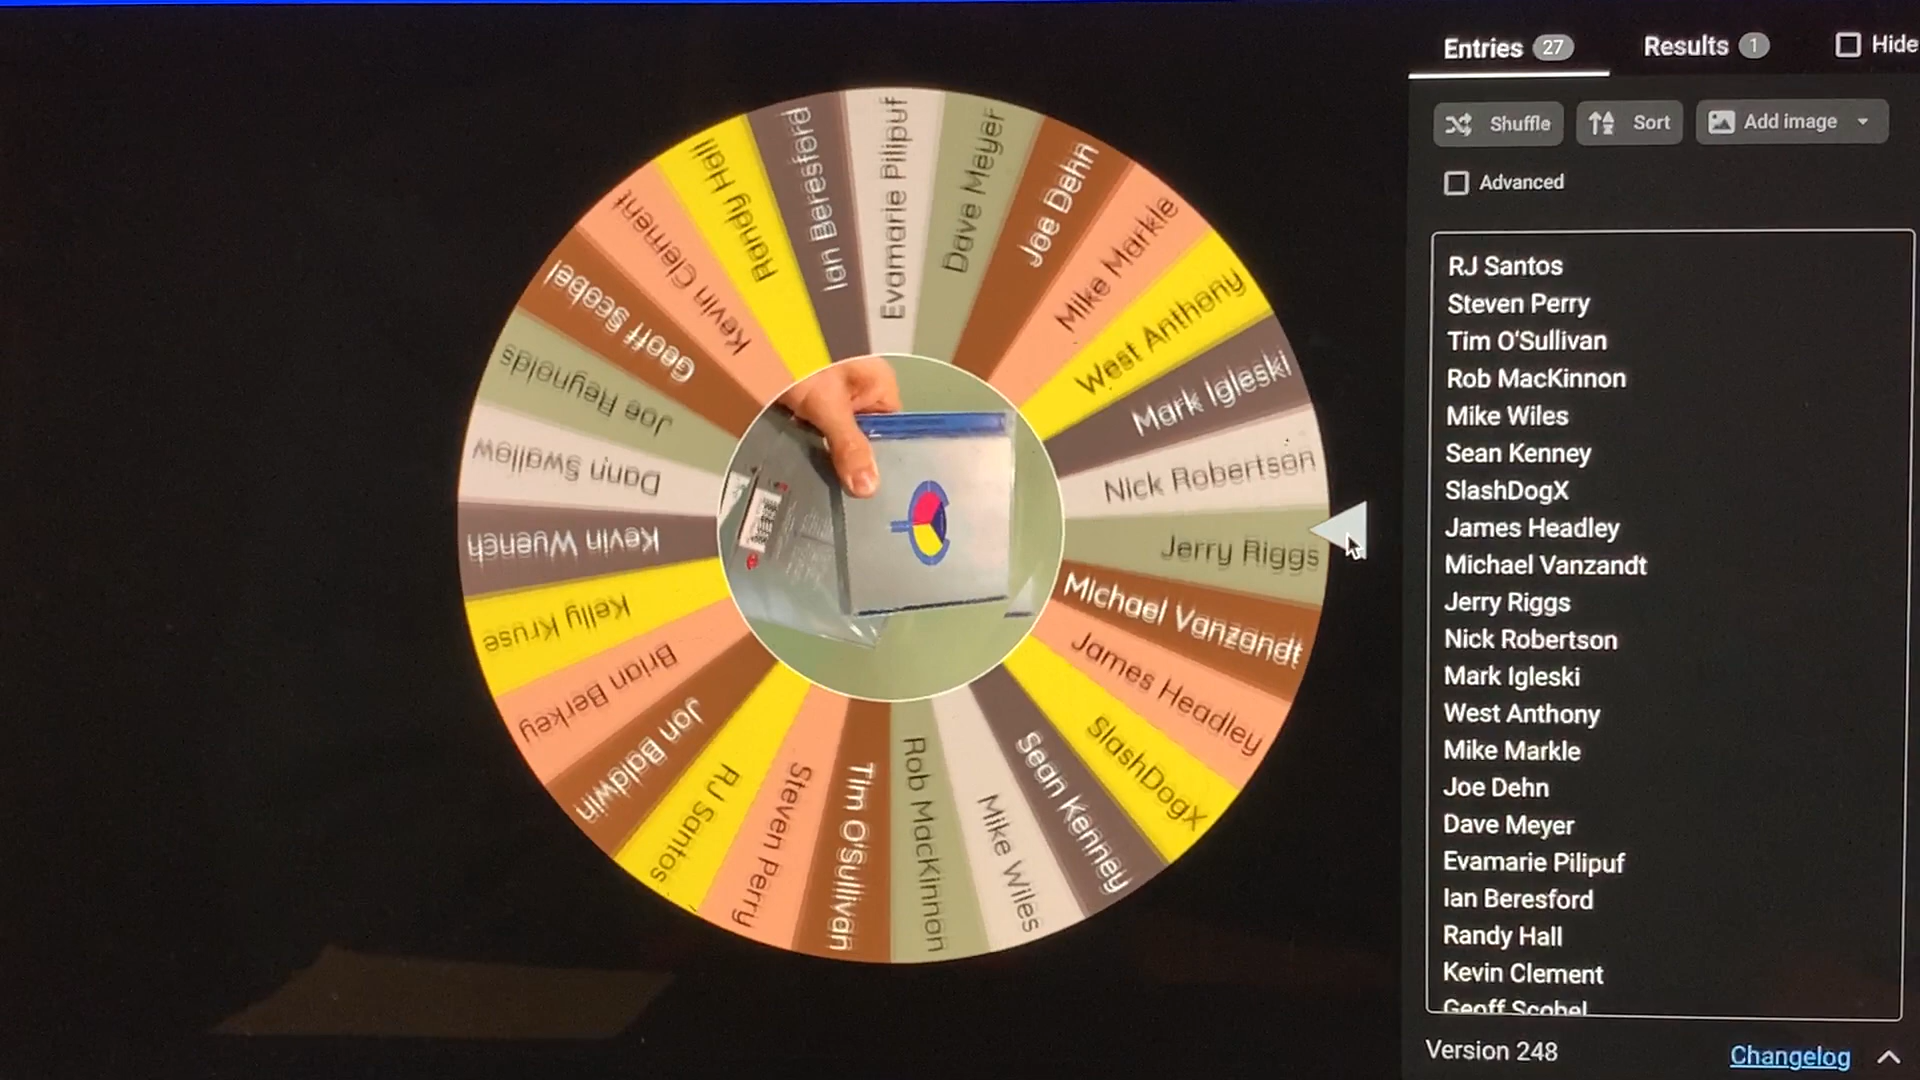 Entries 27
Results 1
Hide
Shuffle
Sort
Add image
Advanced
RJ Santos
Steven Perry
Tim O'Sullivan
Rob MacKinnon
Mike Wiles
Sean Kenney
SlashDogX
James Headley
Michael Vanzandt
Jerry Riggs
Nick Robertson
Mark Igleski
West Anthony
Mike Markle
Joe Dehn
Dave Meyer
Evamarie Pilipuf
Ian Beresford
Randy Hall
Kevin Clement
Geoff Scobel
Version 248
Changelog
Evamarie Pilipuf
Dave Meyer
Joe Dehn
Mike Markle
West Anthony
Mark Igleski
Nick Robertson
Jerry Riggs
Michael Vanzandt
James Headley
SlashDogX
Sean Kenney
Mike Wiles
Rob MacKinnon
Tim O'Sullivan
Steven Perry
RJ Santos
Jon Baldwin
Brian Berkey
Kelly Kruse
Kevin Wuench
Dann Swallow
Joe Reynolds
Geoff Scobel
Kevin Clement
Randy Hall
Ian Beresford